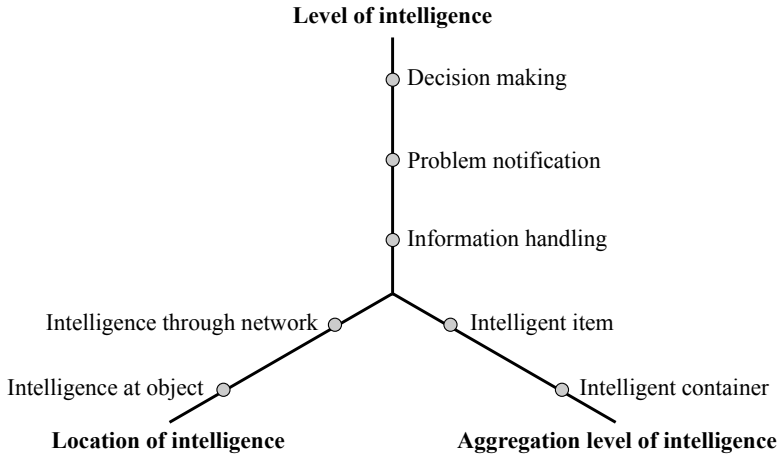 Level of intelligence
Decision making
Problem notification
Information handling
Intelligence through network
Intelligent item
Intelligence at object
Intelligent container
Location of intelligence
Aggregation level of intelligence